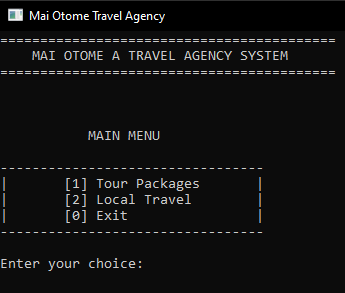 Mai Otome Travel Agency
==========================================
MAI OTOME A TRAVEL AGENCY SYSTEM
==========================================
MAIN MENU
---------------------------------
| [1] Tour Packages |
| [2] Local Travel |
| [0] Exit |
---------------------------------
Enter your choice: